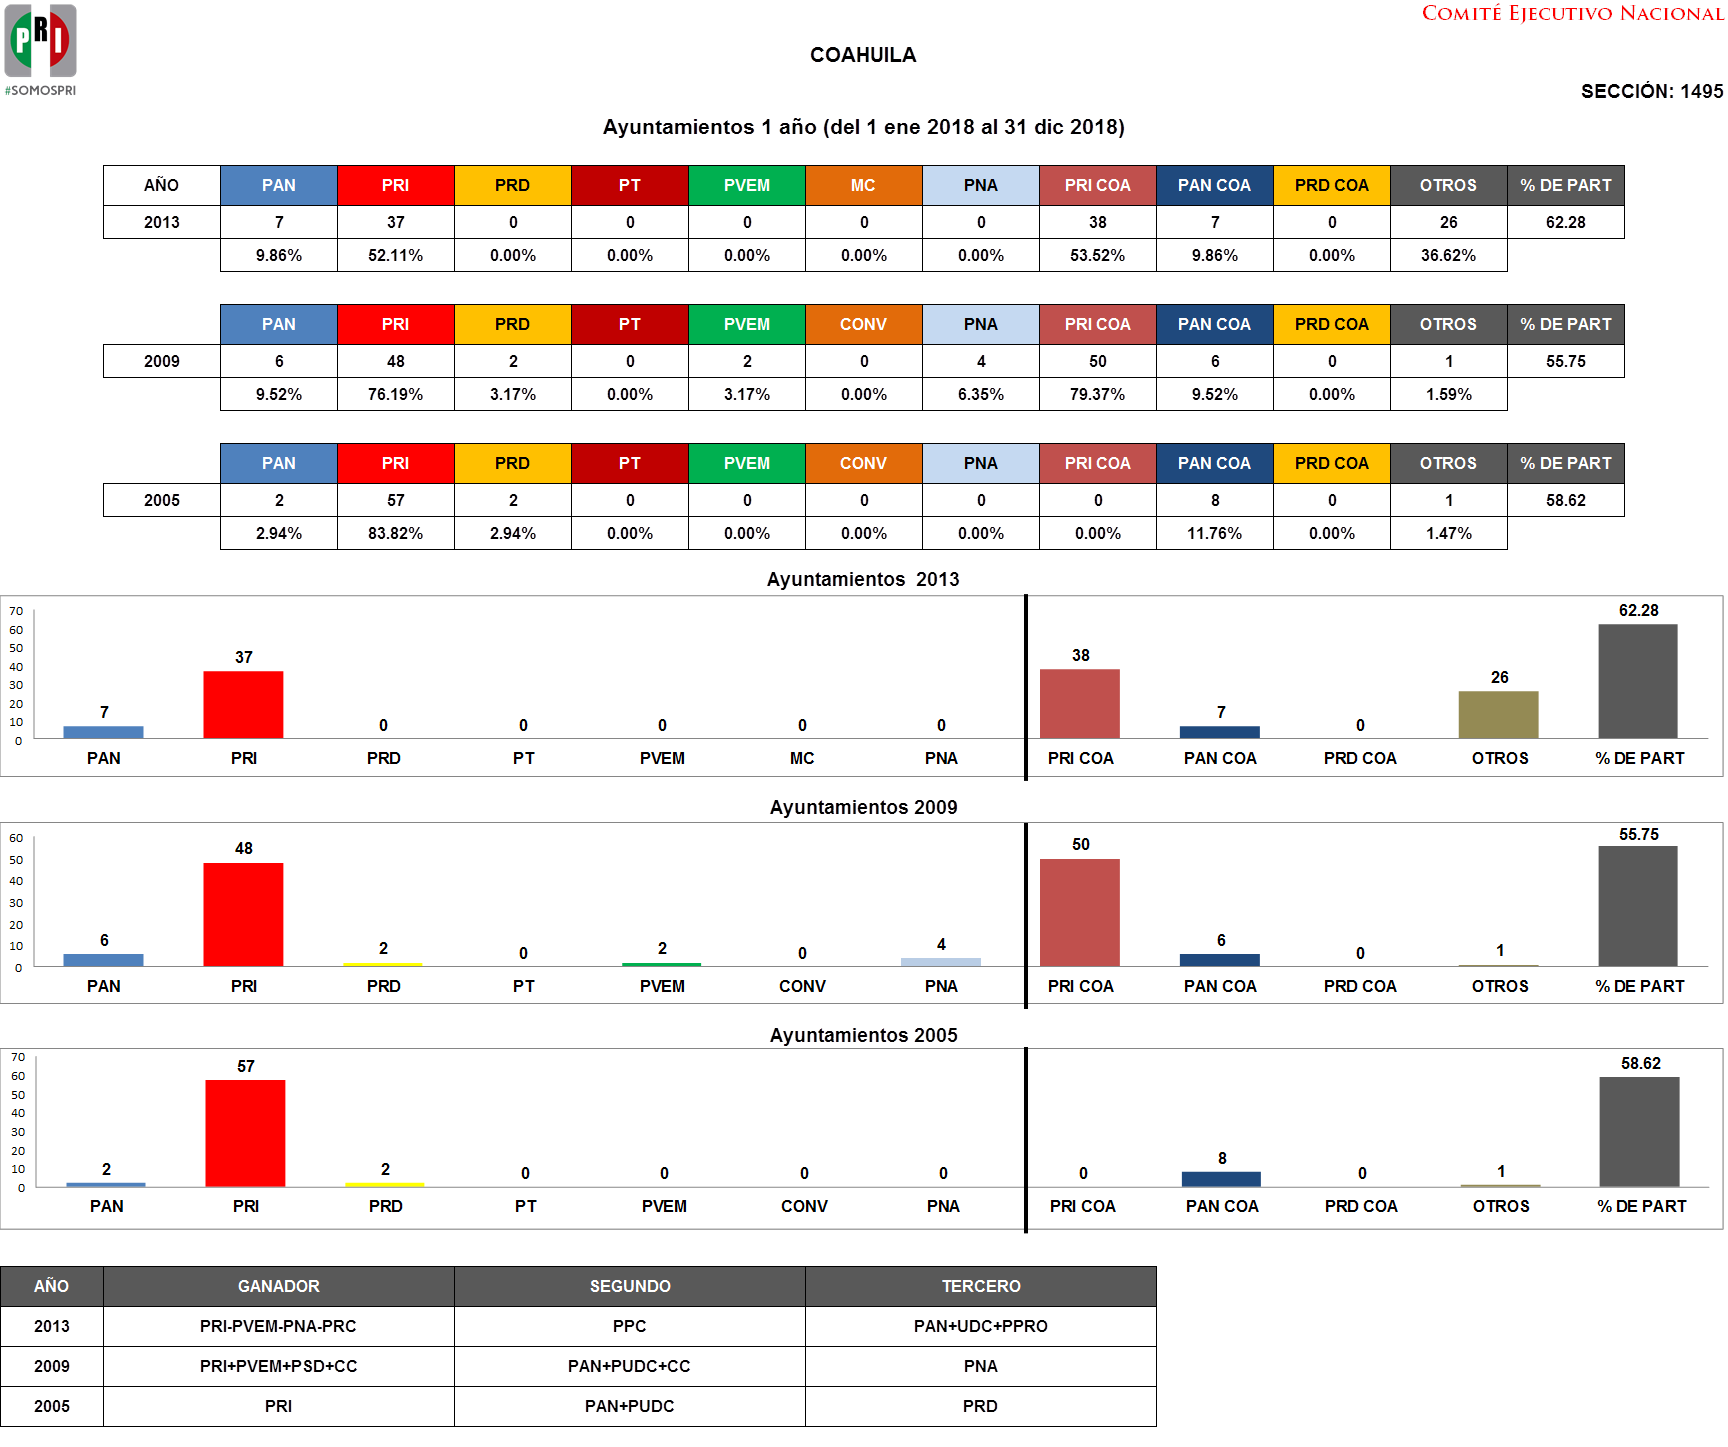 PRI
#SOMOSPRI
COMITÉ EJECUTIVO NACIONAL
COAHUILA
SECCIÓN: 1495
Ayuntamientos 1 año (del 1 ene 2018 al 31 dic 2018)
AÑO PAN PRI PRD PT PVEM MC PNA PRI COA PAN COA PRD COA OTROS % DE PART
2013 7 37 0 0 0 0 0 38 7 0 26 62.28
9.86% 52.11% 0.00% 0.00% 0.00% 0.00% 0.00% 53.52% 9.86% 0.00% 36.62%
PAN PRI PRD PT PVEM CONV PNA PRI COA PAN COA PRD COA OTROS % DE PART
2009 6 48 2 0 2 0 4 50 6 0 1 55.75
9.52% 76.19% 3.17% 0.00% 3.17% 0.00% 6.35% 79.37% 9.52% 0.00% 1.59%
PAN PRI PRD PT PVEM CONV PNA PRI COA PAN COA PRD COA OTROS % DE PART
2005 2 57 2 0 0 0 0 0 8 0 1 58.62
2.94% 83.82% 2.94% 0.00% 0.00% 0.00% 0.00% 0.00% 11.76% 0.00% 1.47%
Ayuntamientos 2013
70
60
50
40
30
20
10
0
7 37 0 0 0 0 0 38 7 0 26 62.28
PAN PRI PRD PT PVEM MC PNA PRI COA PAN COA PRD COA OTROS % DE PART
Ayuntamientos 2009
60
50
40
30
20
10
0
6 48 2 0 2 0 4 50 6 0 1 55.75
PAN PRI PRD PT PVEM CONV PNA PRI COA PAN COA PRD COA OTROS % DE PART
Ayuntamientos 2005
70
60
50
40
30
20
10
0
2 57 2 0 0 0 0 0 8 0 1 58.62
PAN PRI PRD PT PVEM CONV PNA PRI COA PAN COA PRD COA OTROS % DE PART
AÑO GANADOR SEGUNDO TERCERO
2013 PRI-PVEM-PNA-PRC PPC PAN+UDC+PPRO
2009 PRI+PVEM+PSD+CC PAN+PUDC+CC PNA
2005 PRI PAN+PUDC PRD